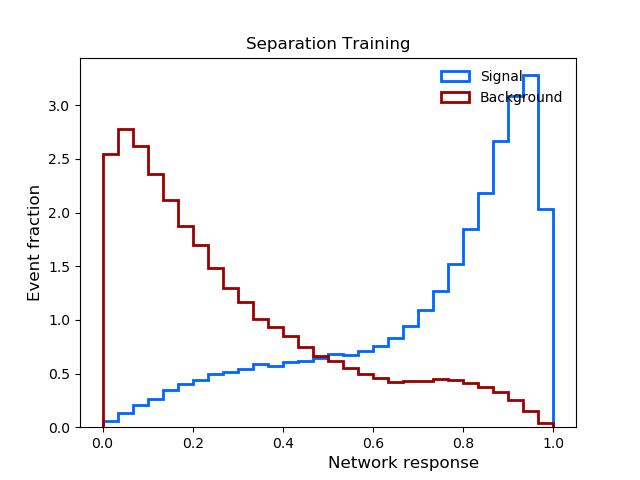 Separation Training
Signal
Background
Event fraction
3.0
2.5
2.0
1.5
1.0
0.5
0.0
0.0 0.2 0.4 0.6 0.8 1.0
Network response